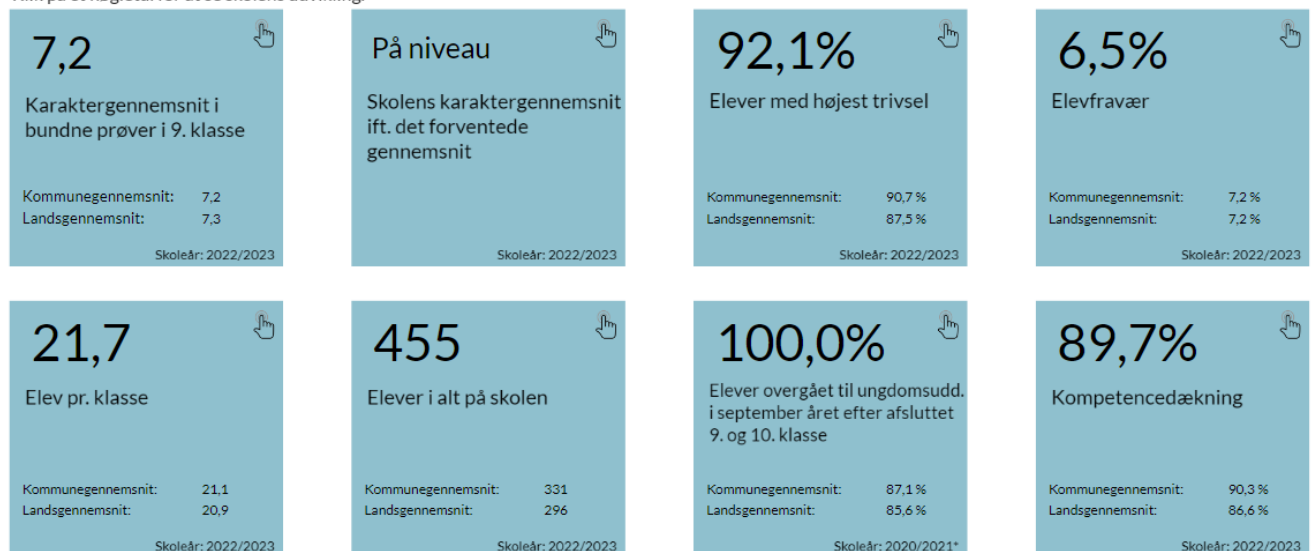 7,2
Karaktergennemsnit i
bundne prøver i 9. klasse
Kommunegennemsnit: 7,2
Landsgennemsnit: 7,3
Skoleår: 2022/2023
På niveau
Skolens karaktergennemsnit
ift. det forventede
gennemsnit
Skoleår: 2022/2023
92,1%
Elever med højest trivsel
Kommunegennemsnit: 90,7 %
Landsgennemsnit: 87,5 %
Skoleår: 2022/2023
6,5%
Elevfravær
Kommunegennemsnit: 7,2 %
Landsgennemsnit: 7,2 %
Skoleår: 2022/2023
21,7
Elev pr. klasse
Kommunegennemsnit: 21,1
Landsgennemsnit: 20,9
Skoleår: 2022/2023
455
Elever i alt på skolen
Kommunegennemsnit: 331
Landsgennemsnit: 296
Skoleår: 2022/2023
100,0%
Elever overgået til ungdomsudd.
i september året efter afsluttet
9. og 10. klasse
Kommunegennemsnit: 87,1 %
Landsgennemsnit: 85,6 %
Skoleår: 2020/2021*
89,7%
Kompetencedækning
Kommunegennemsnit: 90,3 %
Landsgennemsnit: 86,6 %
Skoleår: 2022/2023